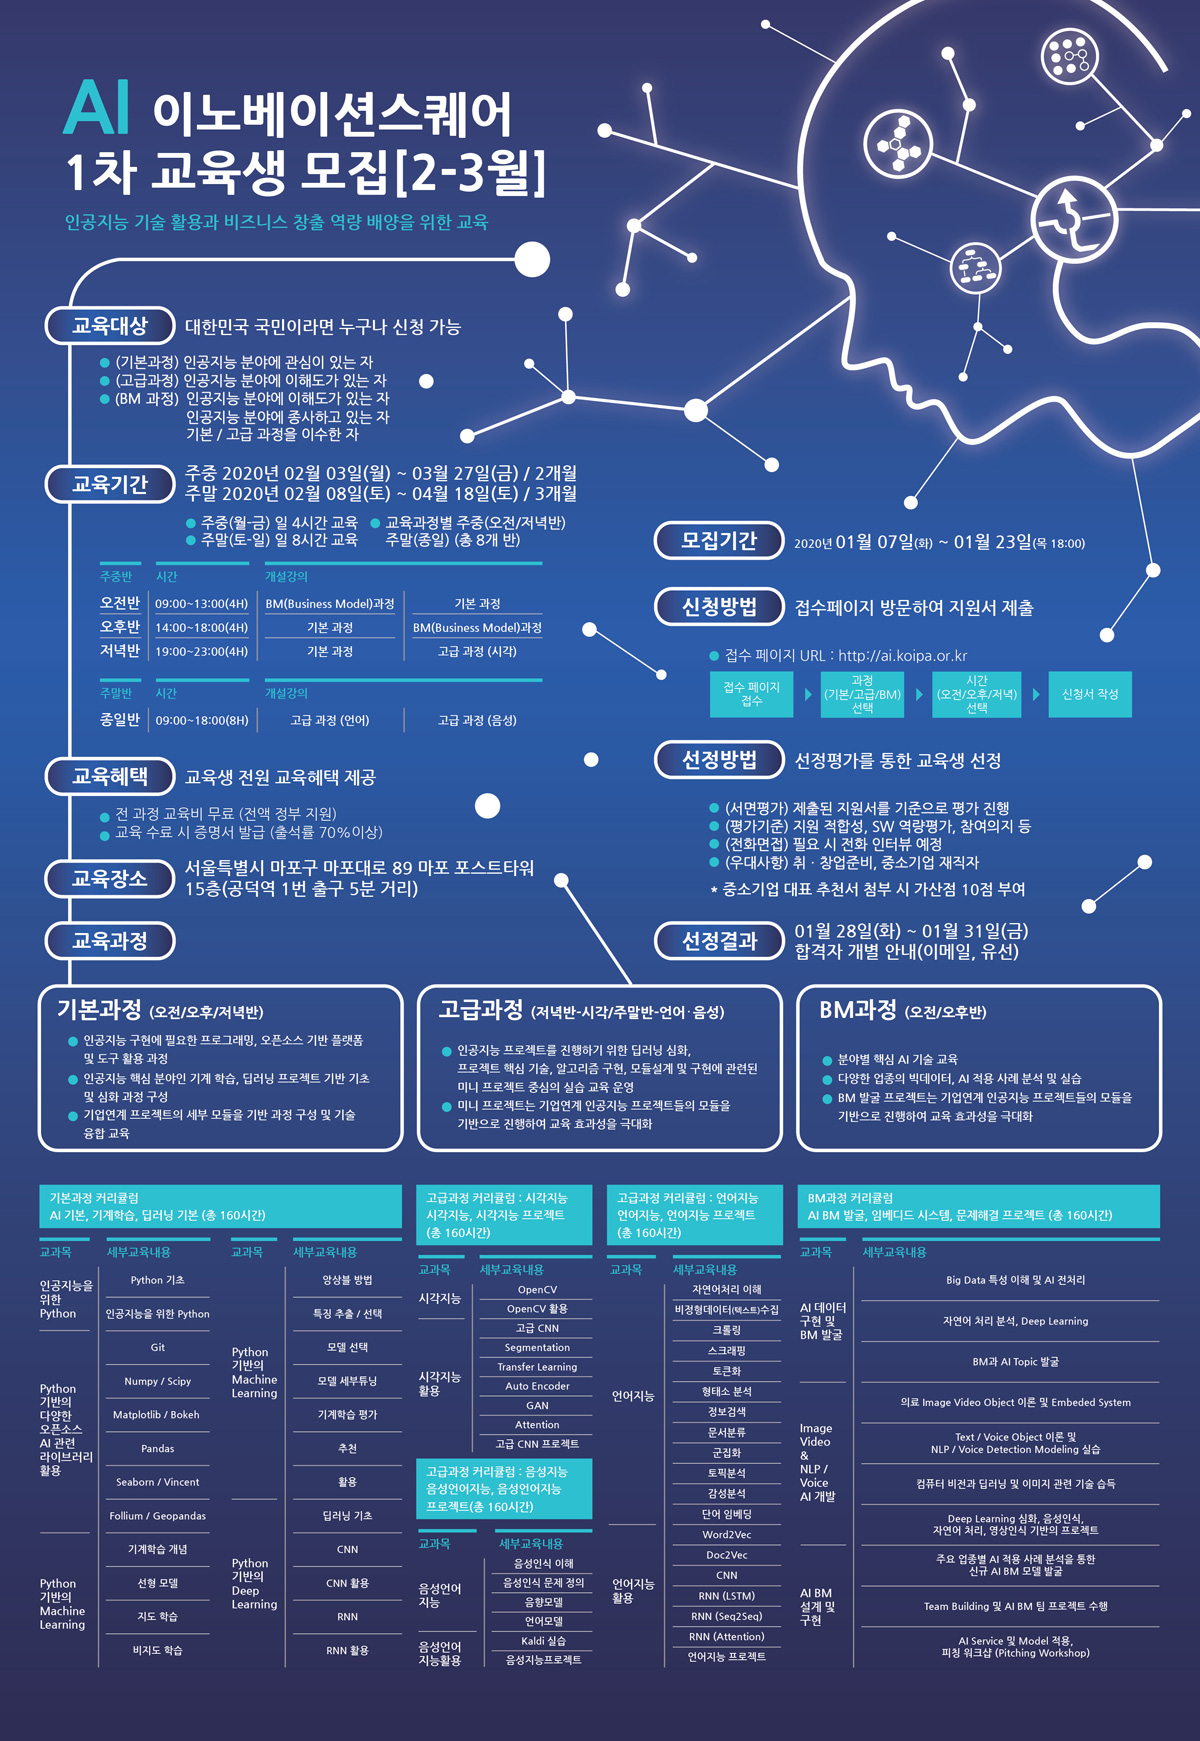 AI 이노베이션스퀘어
1차 교육생 모집[2-3월]
인공지능 기술 활용과 비즈니스 창출 역량 배양을 위한 교육
교육대상
대한민국 국민이라면 누구나 신청 가능
(기본과정) 인공지능 분야에 관심이 있는 자
(고급과정) 인공지능 분야에 이해도가 있는 자
(BM 과정) 인공지능 분야에 이해도가 있는 자
인공지능 분야에 종사하고 있는 자
기본 / 고급 과정을 이수한 자
교육기간
주중 2020년 02월 03일(월) ~ 03월 27일(금) / 2개월
주말 2020년 02월 08일(토) ~ 04월 18일(토) / 3개월
주중(월-금) 일 4시간 교육
주말(토-일) 일 8시간 교육
교육과정별 주중(오전/저녁반)
주말(종일) (총 8개 반)
주중반 시간 개설강의
오전반 09:00~13:00(4H) BM(Business Model)과정 기본 과정
오후반 14:00~18:00(4H) 기본 과정 BM(Business Model)과정
저녁반 19:00~23:00(4H) 기본 과정 고급 과정 (시각)
주말반 시간 개설강의
종일반 09:00~18:00(8H) 고급 과정 (언어) 고급 과정 (음성)
교육혜택
교육생 전원 교육혜택 제공
전 과정 교육비 무료 (전액 정부 지원)
교육 수료 시 증명서 발급 (출석률 70%이상)
교육장소
서울특별시 마포구 마포대로 89 마포 포스트타워
15층(공덕역 1번 출구 5분 거리)
교육과정
모집기간
2020년 01월 07일(화) ~ 01월 23일(목 18:00)
신청방법
접수페이지 방문하여 지원서 제출
접수 페이지 URL : http://ai.koipa.or.kr
접수 페이지
접수
과정
(기본/고급/BM)
선택
시간
(오전/오후/저녁)
선택
신청서 작성
선정방법
선정평가를 통한 교육생 선정
(서면평가) 제출된 지원서를 기준으로 평가 진행
(평가기준) 지원 적합성, SW 역량평가, 참여의지 등
(전화면접) 필요 시 전화 인터뷰 예정
(우대사항) 취 · 창업준비, 중소기업 재직자
* 중소기업 대표 추천서 첨부 시 가산점 10점 부여
선정결과
01월 28일(화) ~ 01월 31일(금)
합격자 개별 안내(이메일, 유선)
기본과정 (오전/오후/저녁반)
인공지능 구현에 필요한 프로그래밍, 오픈소스 기반 플랫폼
및 도구 활용 과정
인공지능 핵심 분야인 기계 학습, 딥러닝 프로젝트 기반 기초
및 심화 과정 구성
기업연계 프로젝트의 세부 모듈을 기반 과정 구성 및 기술
융합 교육
고급과정 (저녁반-시각/주말반-언어·음성)
인공지능 프로젝트를 진행하기 위한 딥러닝 심화,
프로젝트 핵심 기술, 알고리즘 구현, 모듈설계 및 구현에 관련된
미니 프로젝트 중심의 실습 교육 운영
미니 프로젝트는 기업연계 인공지능 프로젝트들의 모듈을
기반으로 진행하여 교육 효과성을 극대화
BM과정 (오전/오후반)
분야별 핵심 AI 기술 교육
다양한 업종의 빅데이터, AI 적용 사례 분석 및 실습
BM 발굴 프로젝트는 기업연계 인공지능 프로젝트들의 모듈을
기반으로 진행하여 교육 효과성을 극대화
기본과정 커리큘럼
AI 기본, 기계학습, 딥러닝 기본 (총 160시간)
교과목 세부교육내용
인공지능을
위한
Python
Python 기초
인공지능을 위한 Python
Python
기반의
다양한
오픈소스
AI 관련
라이브러리
활용
Git
Numpy / Scipy
Matplotlib / Bokeh
Pandas
Seaborn / Vincent
Follium / Geopandas
Python
기반의
Machine
Learning
기계학습 개념
선형 모델
지도 학습
비지도 학습
교과목 세부교육내용
Python
기반의
Machine
Learning
앙상블 방법
특징 추출 / 선택
모델 선택
모델 세부튜닝
기계학습 평가
추천
활용
Python
기반의
Deep
Learning
딥러닝 기초
CNN
CNN 활용
RNN
RNN 활용
고급과정 커리큘럼 : 시각지능
시각지능, 시각지능 프로젝트
(총 160시간)
교과목 세부교육내용
시각지능
OpenCV
OpenCV 활용
시각지능
활용
고급 CNN
Segmentation
Transfer Learning
Auto Encoder
GAN
Attention
고급 CNN 프로젝트
고급과정 커리큘럼 : 음성지능
음성언어지능, 음성언어지능
프로젝트(총 160시간)
교과목 세부교육내용
음성언어
지능
음성인식 이해
음성인식 문제 정의
음향모델
언어모델
음성언어
지능활용
Kaldi 실습
음성지능프로젝트
고급과정 커리큘럼 : 언어지능
언어지능, 언어지능 프로젝트
(총 160시간)
교과목 세부교육내용
언어지능
자연어처리 이해
비정형데이터(텍스트)수집
크롤링
스크래핑
토큰화
형태소 분석
정보검색
문서분류
군집화
토픽분석
감성분석
단어 임베딩
언어지능
활용
Word2Vec
Doc2Vec
CNN
RNN (LSTM)
RNN (Seq2Seq)
RNN (Attention)
언어지능 프로젝트
BM과정 커리큘럼
AI BM 발굴, 임베디드 시스템, 문제해결 프로젝트 (총 160시간)
교과목 세부교육내용
AI 데이터
구현 및
BM 발굴
Big Data 특성 이해 및 AI 전처리
자연어 처리 분석, Deep Learning
BM과 AI Topic 발굴
Image
Video
&
NLP /
Voice
AI 개발
의료 Image Video Object 이론 및 Embeded System
Text / Voice Object 이론 및
NLP / Voice Detection Modeling 실습
컴퓨터 비전과 딥러닝 및 이미지 관련 기술 습득
Deep Learning 심화, 음성인식,
자연어 처리, 영상인식 기반의 프로젝트
AI BM
설계 및
구현
주요 업종별 AI 적용 사례 분석을 통한
신규 AI BM 모델 발굴
Team Building 및 AI BM 팀 프로젝트 수행
AI Service 및 Model 적용,
피칭 워크샵 (Pitching Workshop)